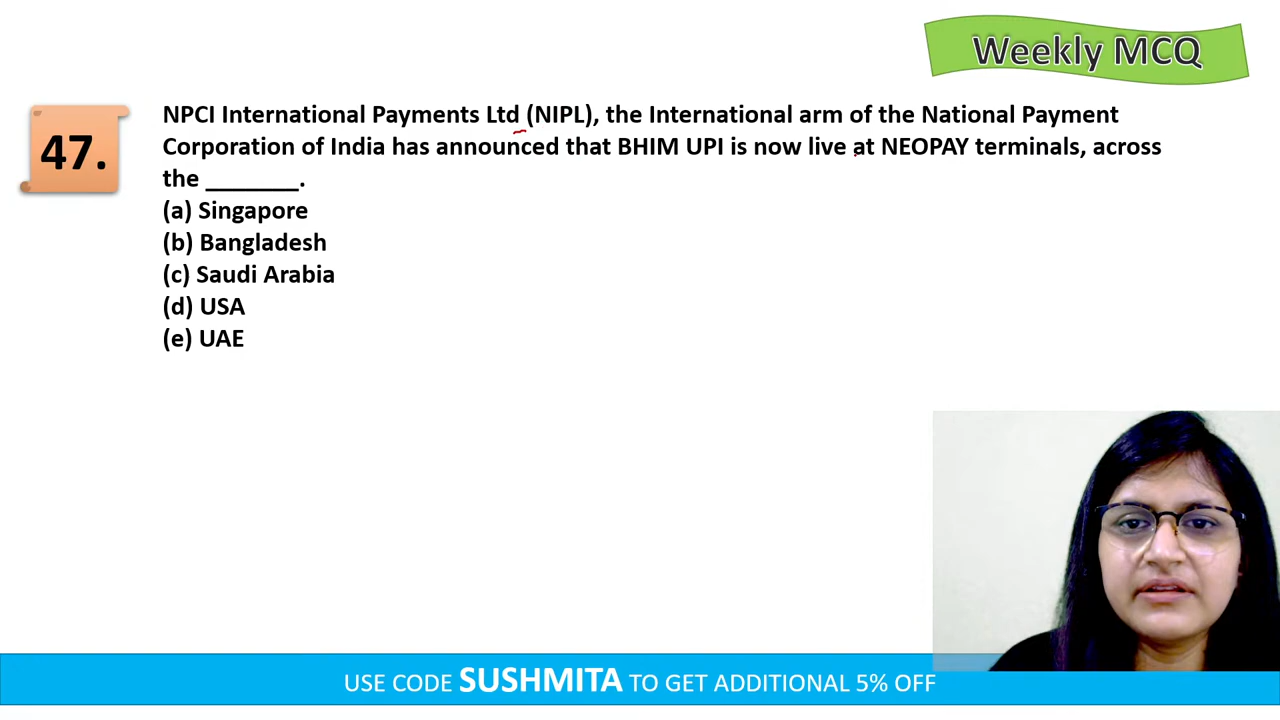 Weekly MCQ
47.
NPCI International Payments Ltd (NIPL), the International arm of the National Payment
Corporation of India has announced that BHIM UPI is now live at NEOPAY terminals, across
the _______.
(a) Singapore
(b) Bangladesh
(c) Saudi Arabia
(d) USA
(e) UAE
USE CODE SUSHMITA TO GET ADDITIONAL 5% OFF